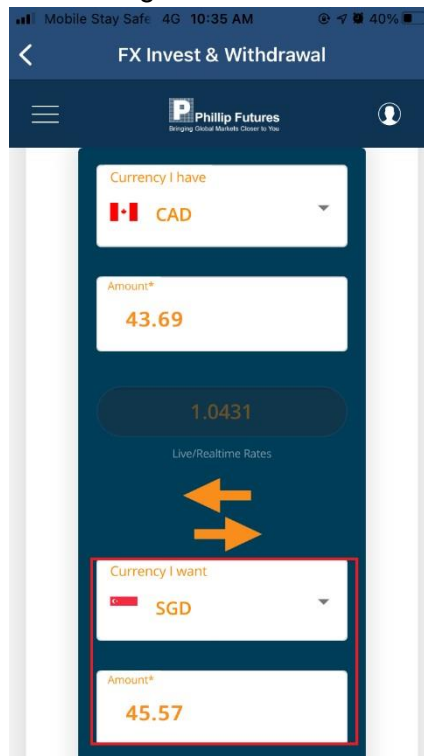 Mobile Stay Safe 4G 10:35 AM 40%
FX Invest & Withdrawal
Phillip Futures
Bringing Global Markets Closer to You
Currency I have
CAD
Amount*
43.69
1.0431
Live/Realtime Rates
Currency I want
SGD
Amount*
45.57